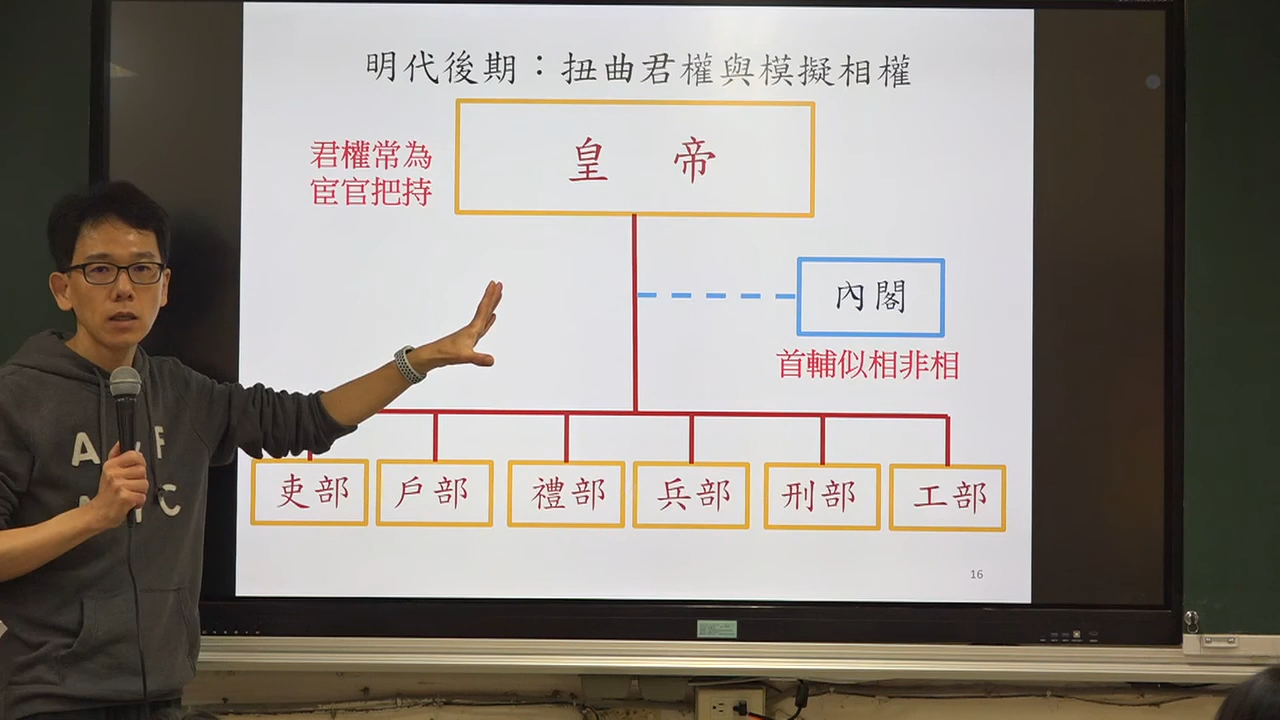 明代後期：扭曲君權與模擬相權
皇 帝
君權常為
宦官把持
內閣
首輔似相非相
吏部
戶部
禮部
兵部
刑部
工部
16